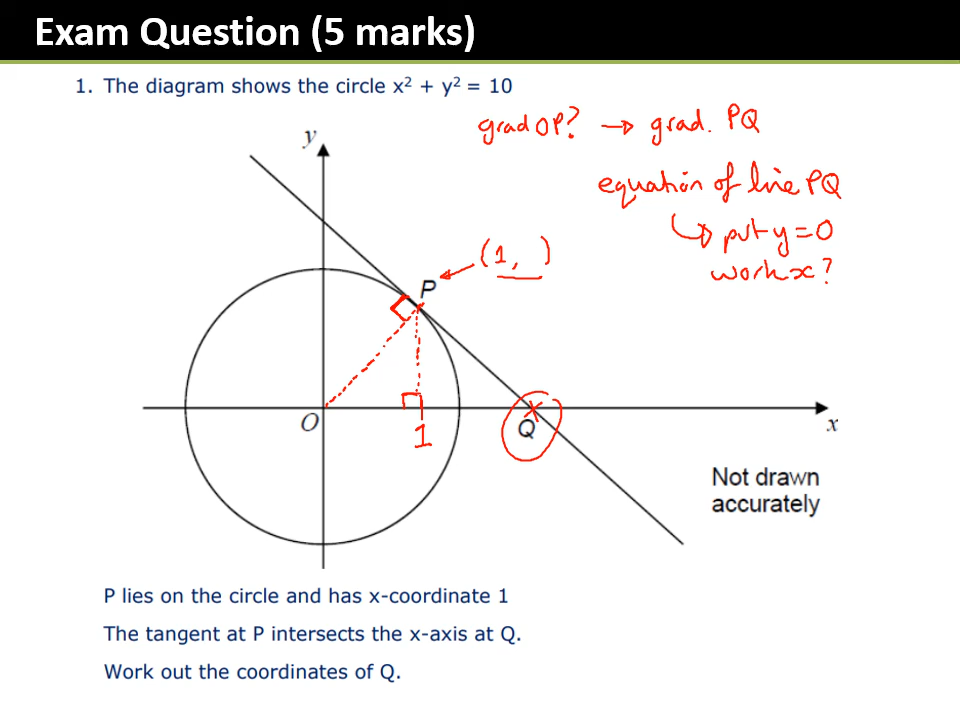 Exam Question (5 marks)
1. The diagram shows the circle x² + y² = 10
grad OP? → grad. PQ
y
equation of line PQ
↳ put y = 0
work x?
(1, )
P
O
1
Q
x
Not drawn
accurately
P lies on the circle and has x-coordinate 1
The tangent at P intersects the x-axis at Q.
Work out the coordinates of Q.